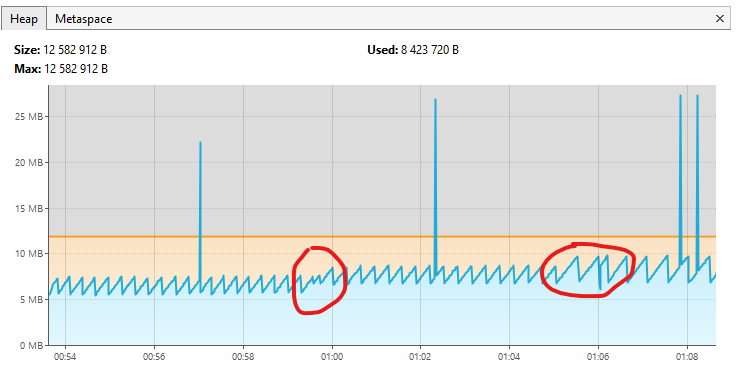 Heap Metaspace ×
Size: 12 582 912 B Used: 8 423 720 B
Max: 12 582 912 B
25 MB
20 MB
15 MB
10 MB
5 MB
0 MB
00:54 00:56 00:58 01:00 01:02 01:04 01:06 01:08